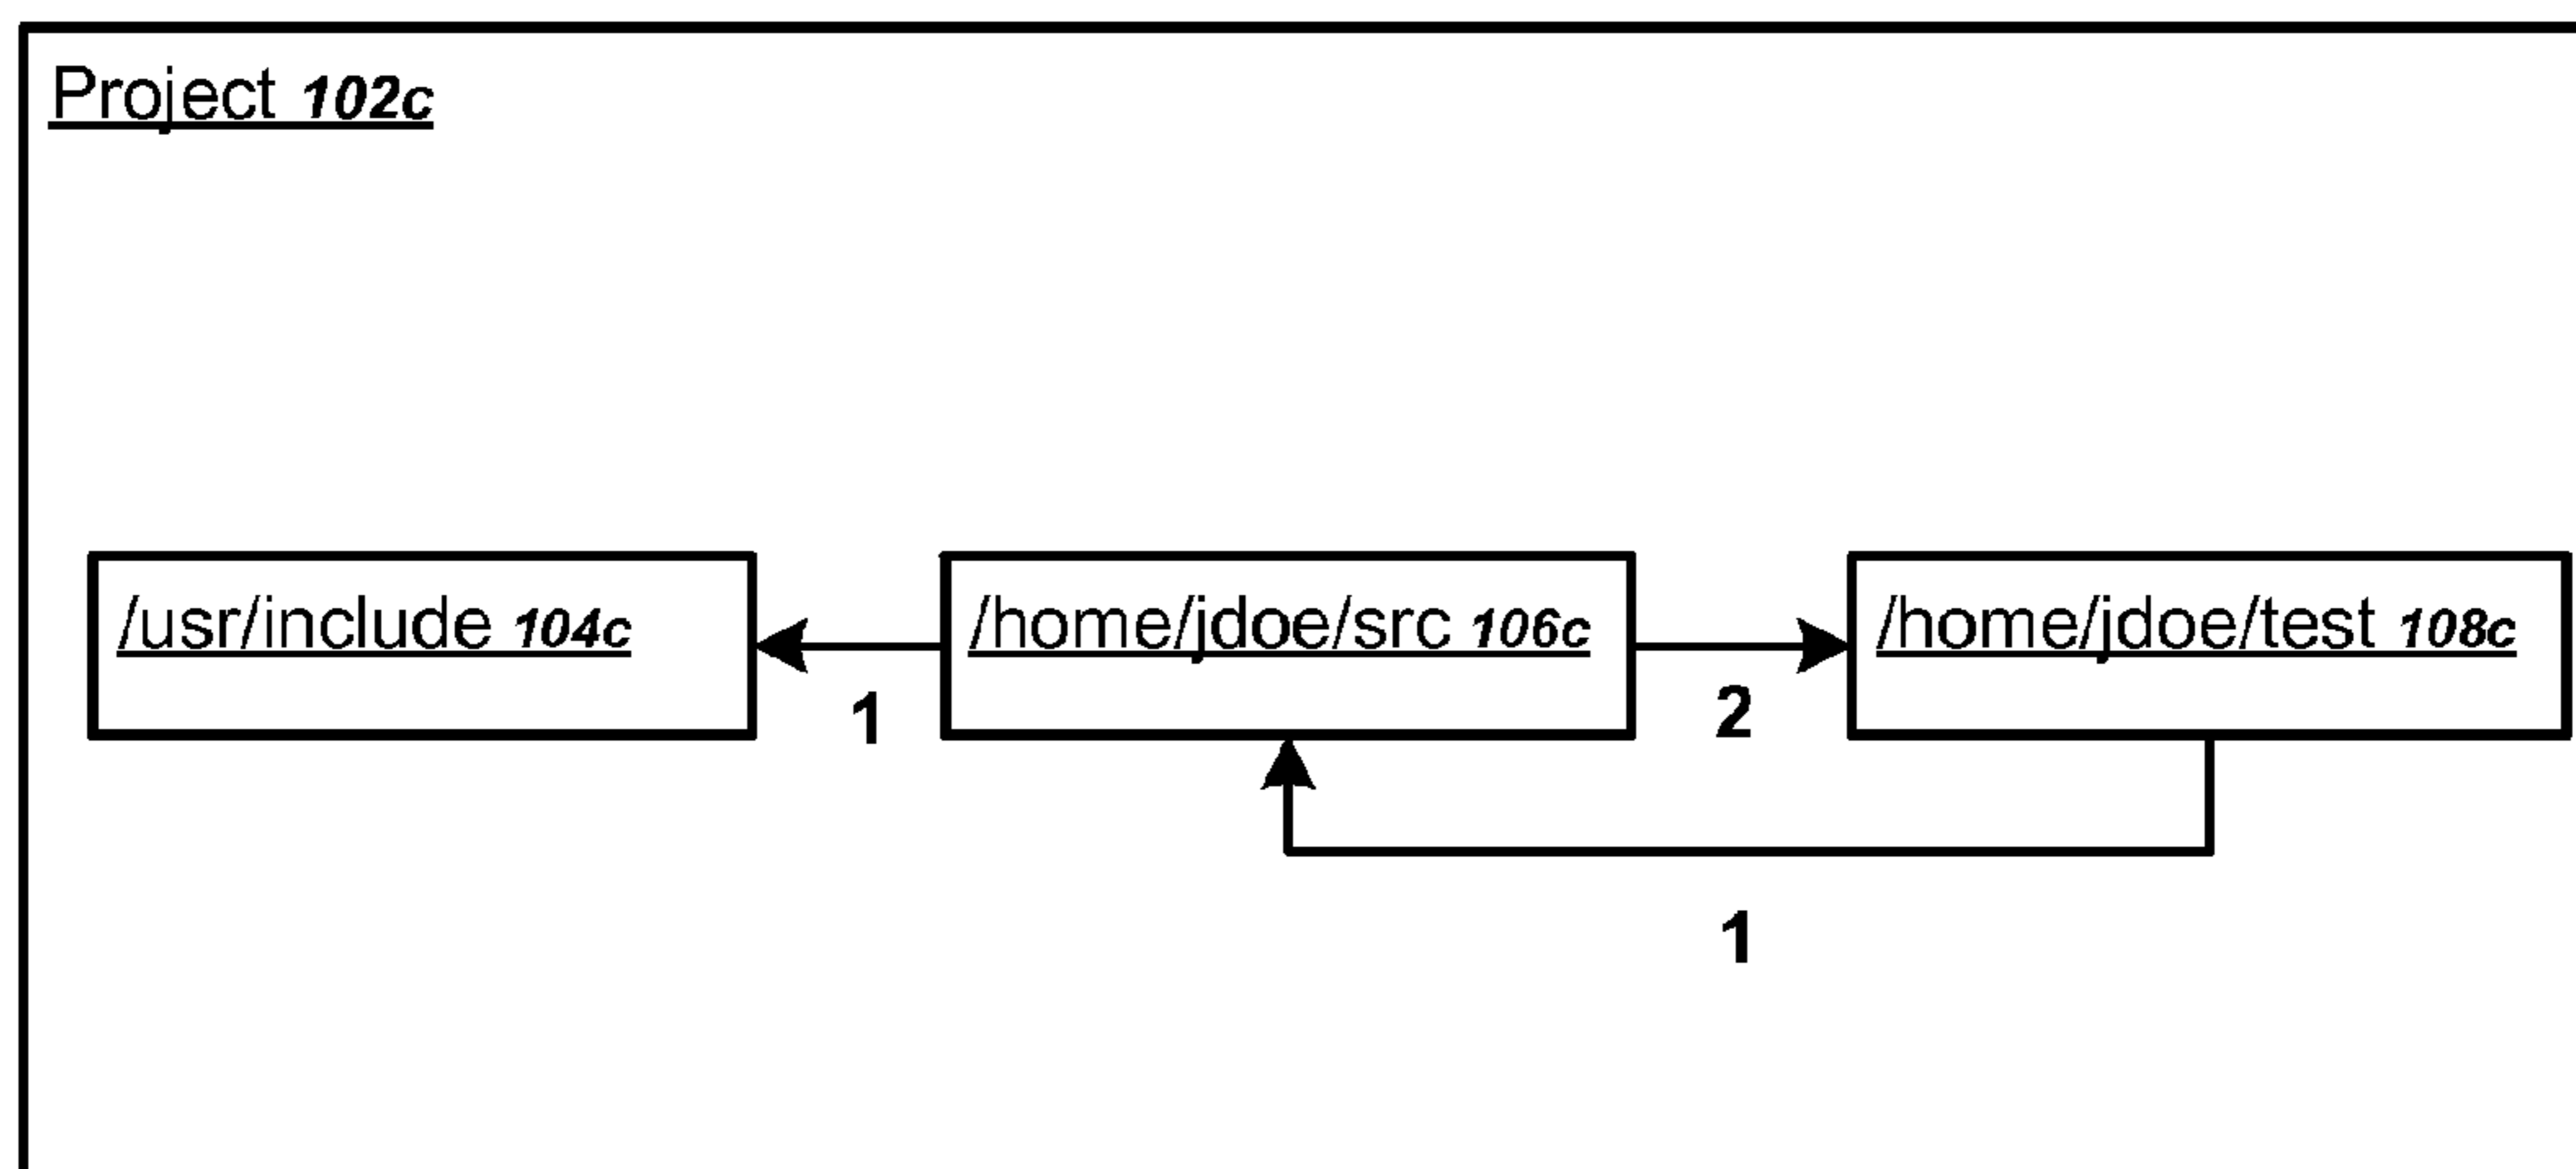 Project 102c
/usr/include 104c
/home/jdoe/src 106c
/home/jdoe/test 108c
1
2
1